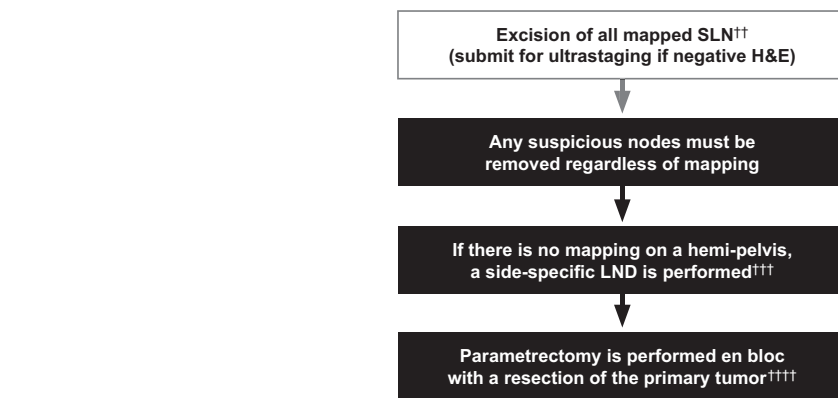 Excision of all mapped SLN††
(submit for ultrastaging if negative H&E)
Any suspicious nodes must be
removed regardless of mapping
If there is no mapping on a hemi-pelvis,
a side-specific LND is performed†††
Parametrectomy is performed en bloc
with a resection of the primary tumor††††